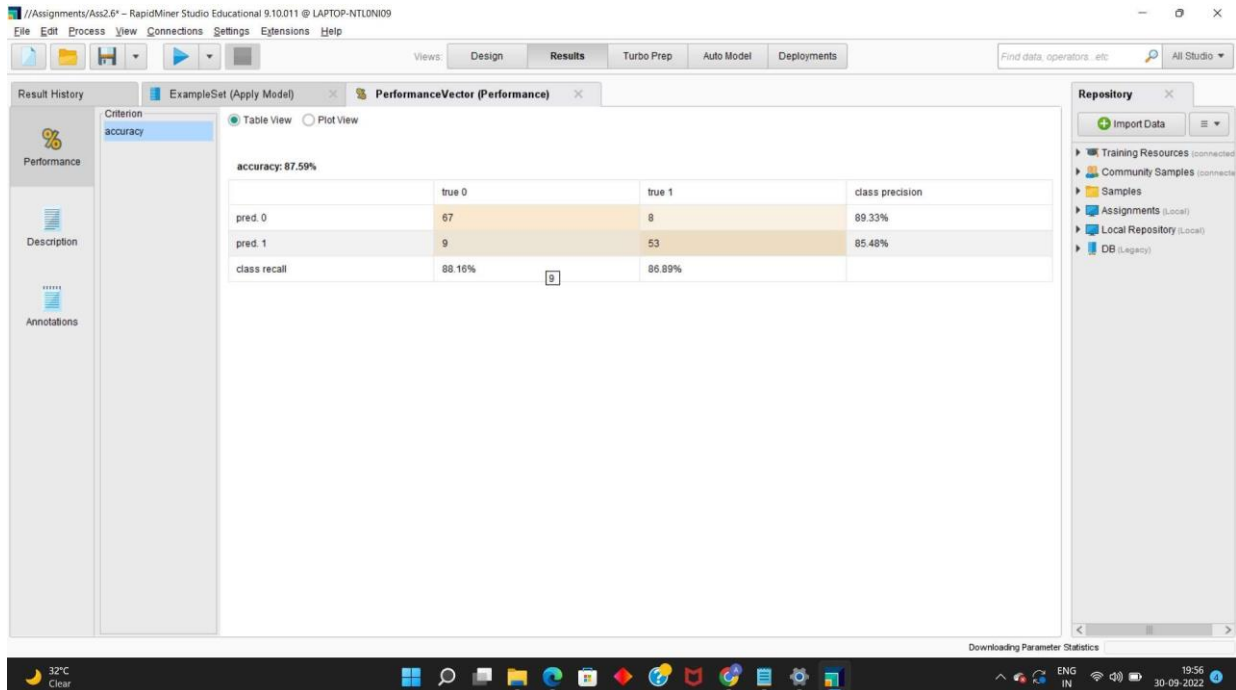 //Assignments/Ass2.6* – RapidMiner Studio Educational 9.10.011 @ LAPTOP-NTL0NI09
File Edit Process View Connections Settings Extensions Help
Views: Design Results Turbo Prep Auto Model Deployments
Find data, operators...etc
All Studio
Result History
ExampleSet (Apply Model)
PerformanceVector (Performance)
Repository
Performance
Description
Annotations
Criterion
accuracy
Table View Plot View
accuracy: 87.59%
true 0 true 1 class precision
pred. 0 67 8 89.33%
pred. 1 9 53 85.48%
class recall 88.16% 86.89%
9
Import Data
Training Resources (connected
Community Samples (connecte
Samples
Assignments (Local)
Local Repository (Local)
DB (Legacy)
Downloading Parameter Statistics
32°C
Clear
ENG
IN
19:56
30-09-2022
4